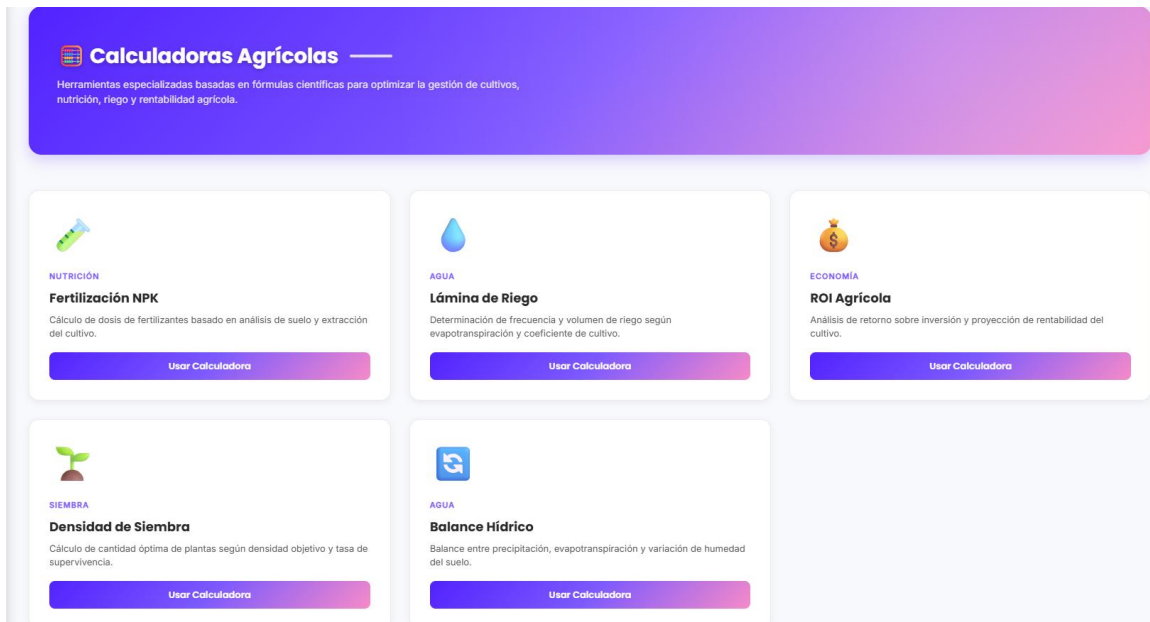 Calculadoras Agrícolas
Herramientas especializadas basadas en fórmulas científicas para optimizar la gestión de cultivos,
nutrición, riego y rentabilidad agrícola.
NUTRICIÓN
Fertilización NPK
Cálculo de dosis de fertilizantes basado en análisis de suelo y extracción
del cultivo.
Usar Calculadora
AGUA
Lámina de Riego
Determinación de frecuencia y volumen de riego según
evapotranspiración y coeficiente de cultivo.
Usar Calculadora
ECONOMÍA
ROI Agrícola
Análisis de retorno sobre inversión y proyección de rentabilidad del
cultivo.
Usar Calculadora
SIEMBRA
Densidad de Siembra
Cálculo de cantidad óptima de plantas según densidad objetivo y tasa de
supervivencia.
Usar Calculadora
AGUA
Balance Hídrico
Balance entre precipitación, evapotranspiración y variación de humedad
del suelo.
Usar Calculadora